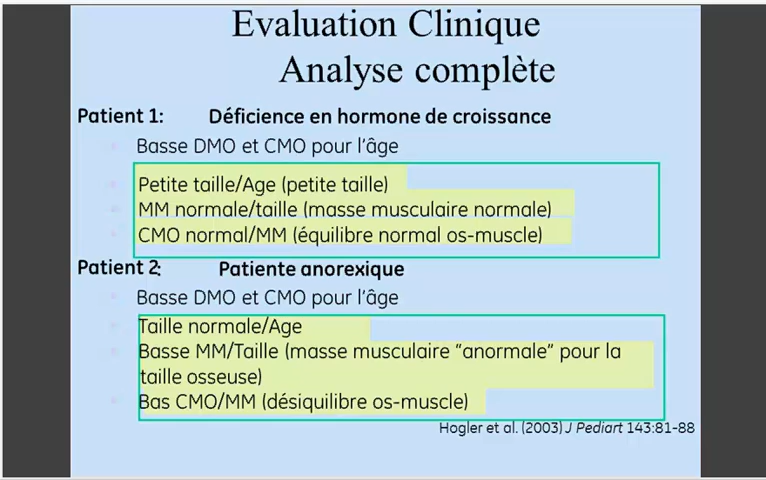 Evaluation Clinique
Analyse complète
Patient 1: Déficience en hormone de croissance
Basse DMO et CMO pour l'âge
Petite taille/Age (petite taille)
MM normale/taille (masse musculaire normale)
CMO normal/MM (équilibre normal os-muscle)
Patient 2: Patiente anorexique
Basse DMO et CMO pour l'âge
Taille normale/Age
Basse MM/Taille (masse musculaire "anormale" pour la
taille osseuse)
Bas CMO/MM (désiquilibre os-muscle)
Hogler et al. (2003) J Pediart 143:81-88